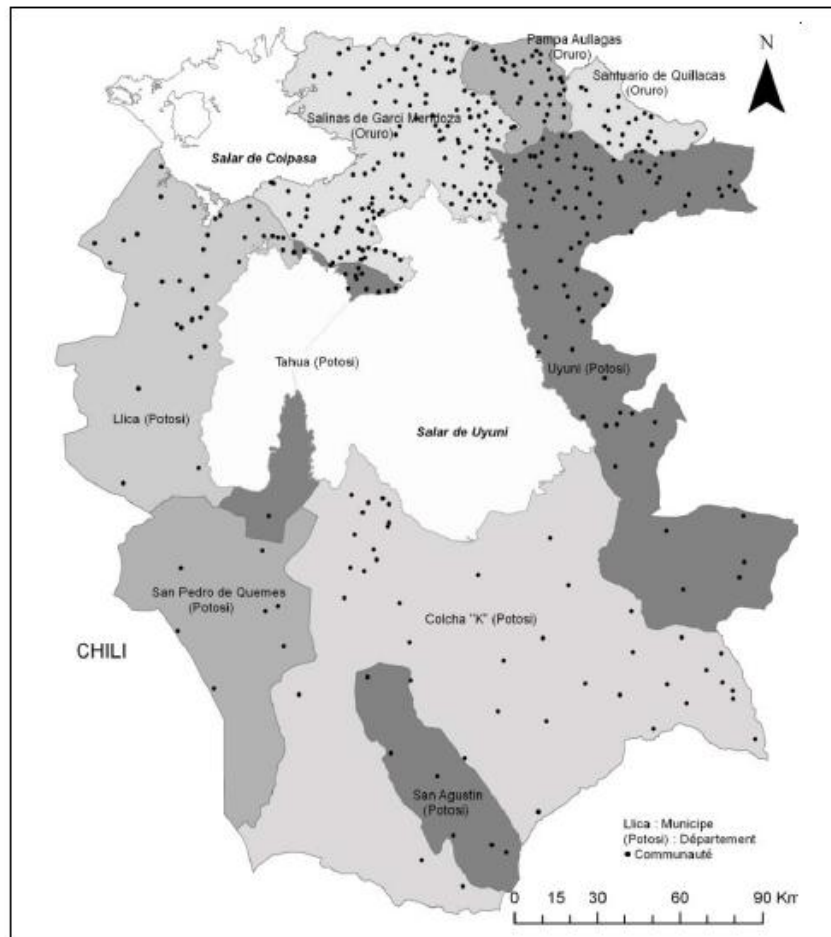 Pampa Aullagas
(Oruro)
N
Santuario de Quillacas
(Oruro)
Salinas de Garci Mendoza
(Oruro)
Salar de Coipasa
Tahua (Potosi)
Uyuni (Potosi)
Llica (Potosi)
Salar de Uyuni
San Pedro de Quemes
(Potosi)
Colcha "K" (Potosi)
CHILI
San Agustin
(Potosi)
Llica : Municipe
(Potosi) : Département
Communauté
0 15 30 60 90 Km